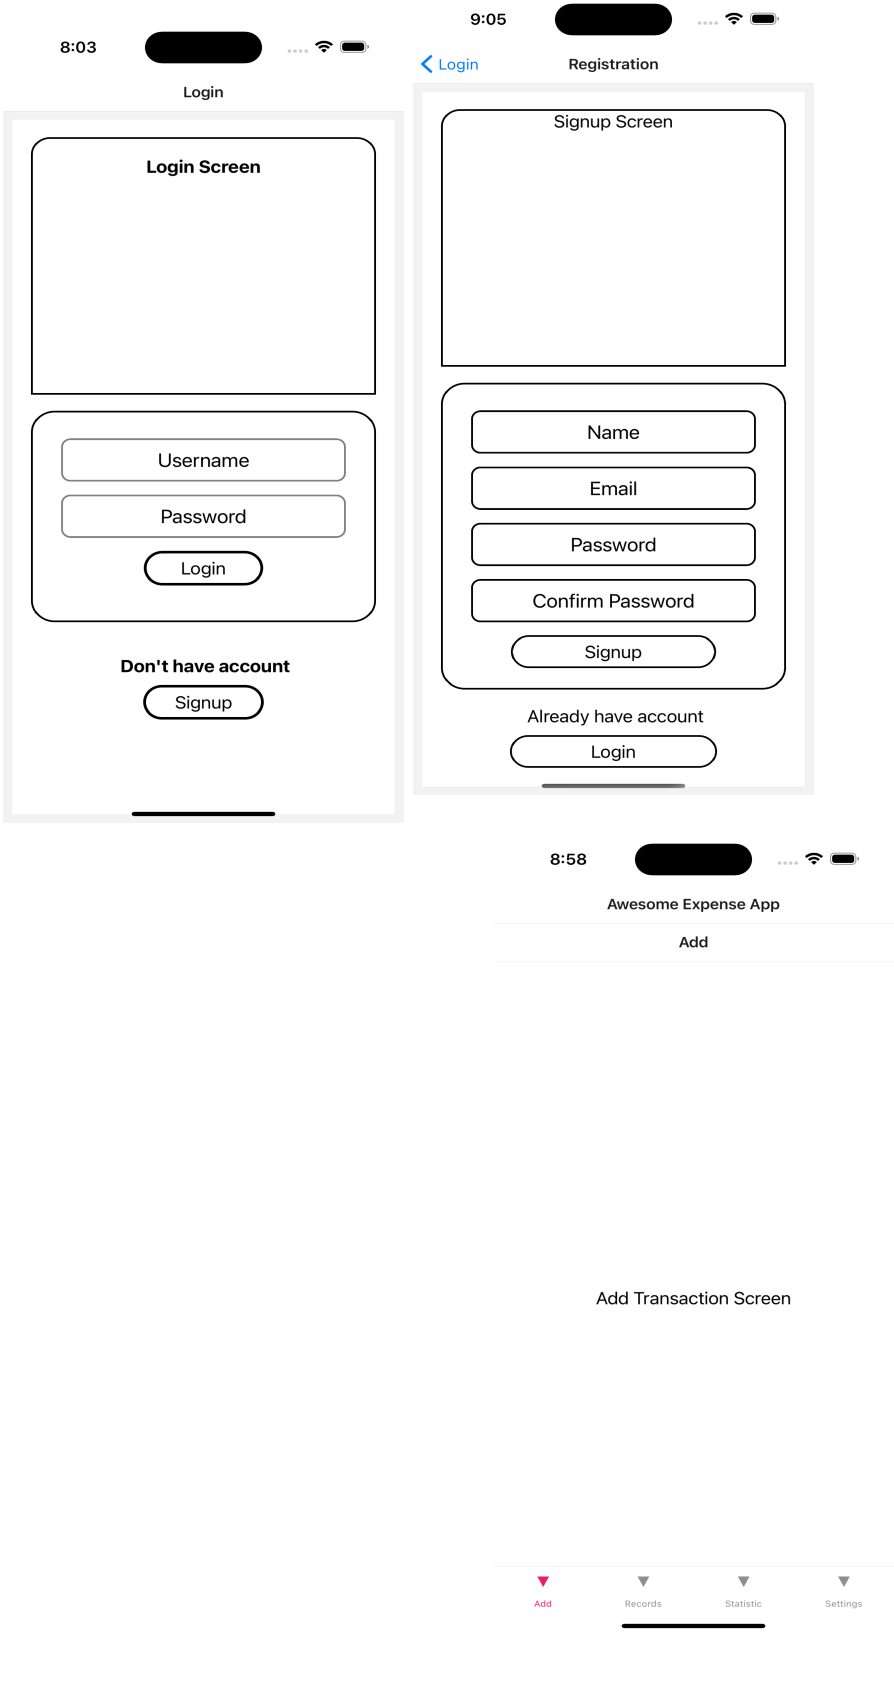 8:03
Login
Login Screen
Username
Password
Login
Don't have account
Signup
9:05
Login
Registration
Signup Screen
Name
Email
Password
Confirm Password
Signup
Already have account
Login
8:58
Awesome Expense App
Add
Add Transaction Screen
Add Records Statistic Settings